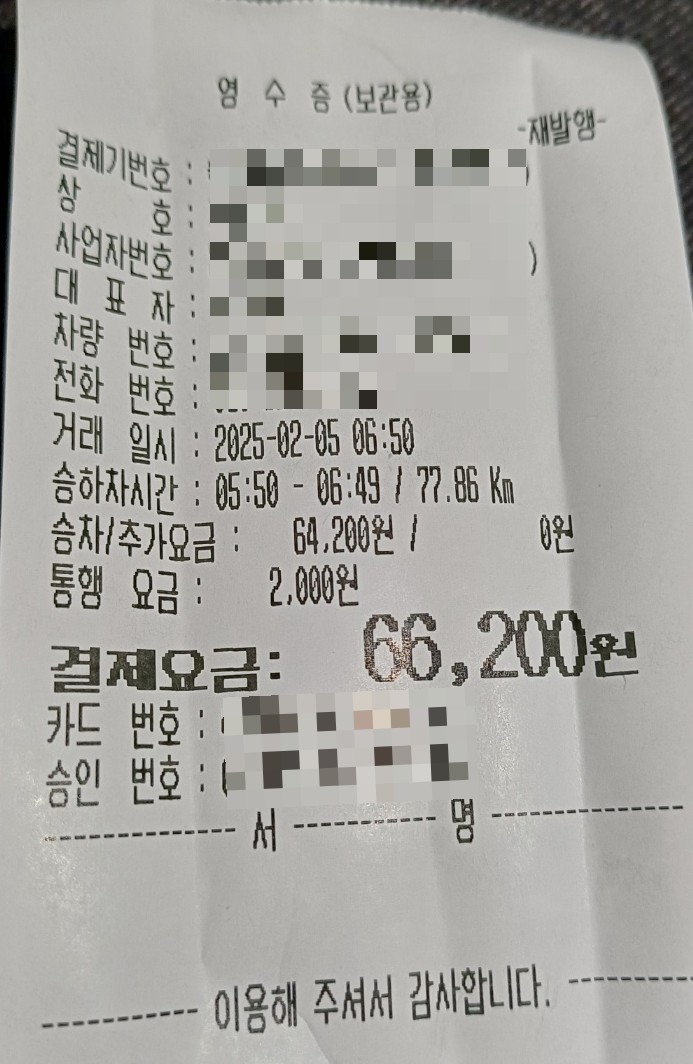 영 수 증 (보관용)
-재발행-
결제기번호 :
상 호 :
사업자번호 : )
대 표 자 :
차량 번호 :
전화 번호 :
거래 일시 : 2025-02-05 06:50
승하차시간 : 05:50 - 06:49 / 77.86 Km
승차/추가요금 : 64,200원 / 0원
통행 요금 : 2,000원
결제요금: 66,200원
카드 번호 :
승인 번호 :
------------- 서 ---------- 명 -------------
----------- 이용해 주셔서 감사합니다. -----------